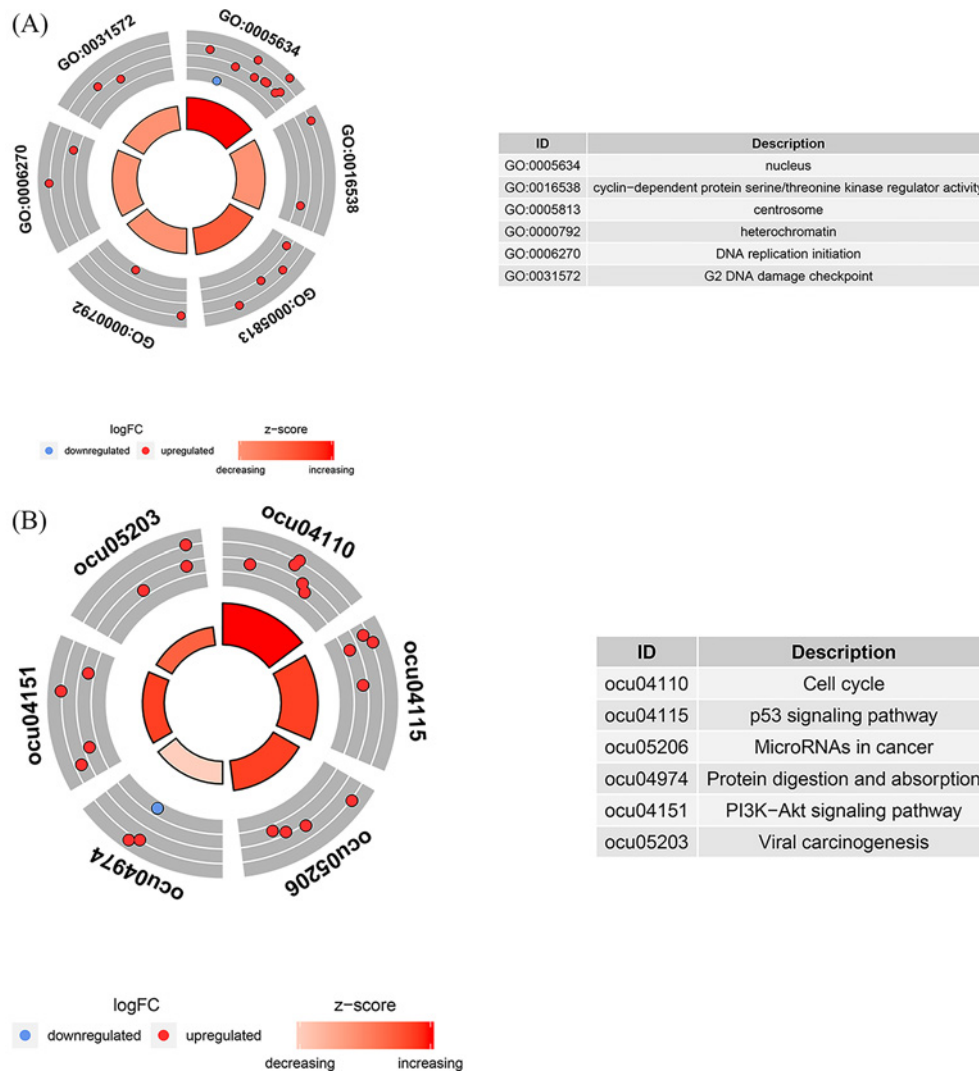 (A)
GO:0031572
GO:0005634
GO:0006270
GO:0016538
GO:0000792
GO:0005813
ID Description
GO:0005634 nucleus
GO:0016538 cyclin-dependent protein serine/threonine kinase regulator activity
GO:0005813 centrosome
GO:0000792 heterochromatin
GO:0006270 DNA replication initiation
GO:0031572 G2 DNA damage checkpoint
logFC z-score
downregulated upregulated
decreasing increasing
(B)
ocu05203
ocu04110
ocu04151
ocu04115
ocu04974
ocu05206
ID Description
ocu04110 Cell cycle
ocu04115 p53 signaling pathway
ocu05206 MicroRNAs in cancer
ocu04974 Protein digestion and absorption
ocu04151 PI3K−Akt signaling pathway
ocu05203 Viral carcinogenesis
logFC z-score
downregulated upregulated
decreasing increasing